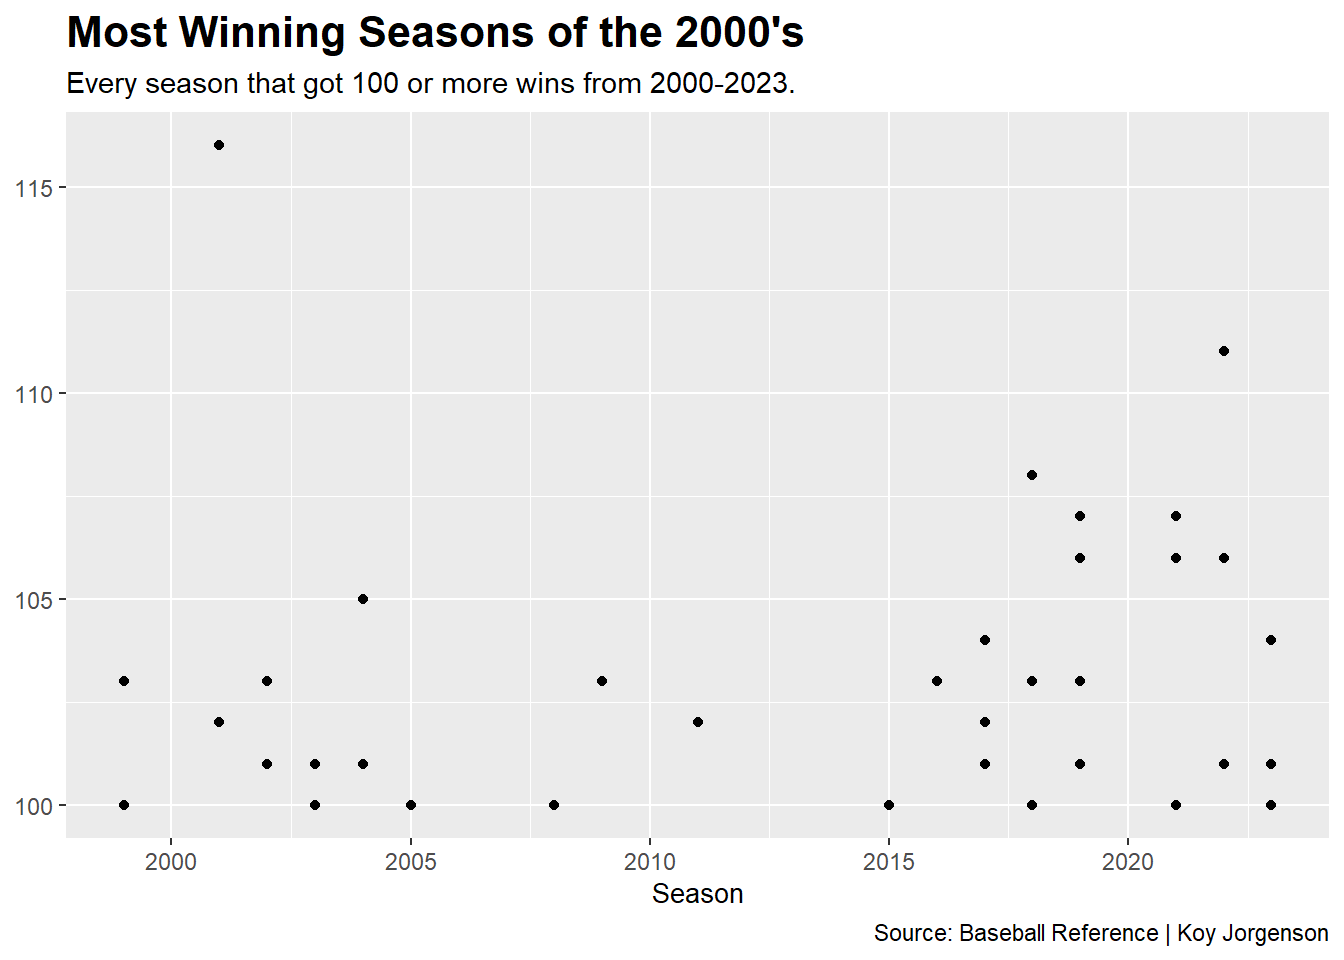 Most Winning Seasons of the 2000's
Every season that got 100 or more wins from 2000-2023.
115
110
105
100
2000 2005 2010 2015 2020
Season
Source: Baseball Reference | Koy Jorgenson